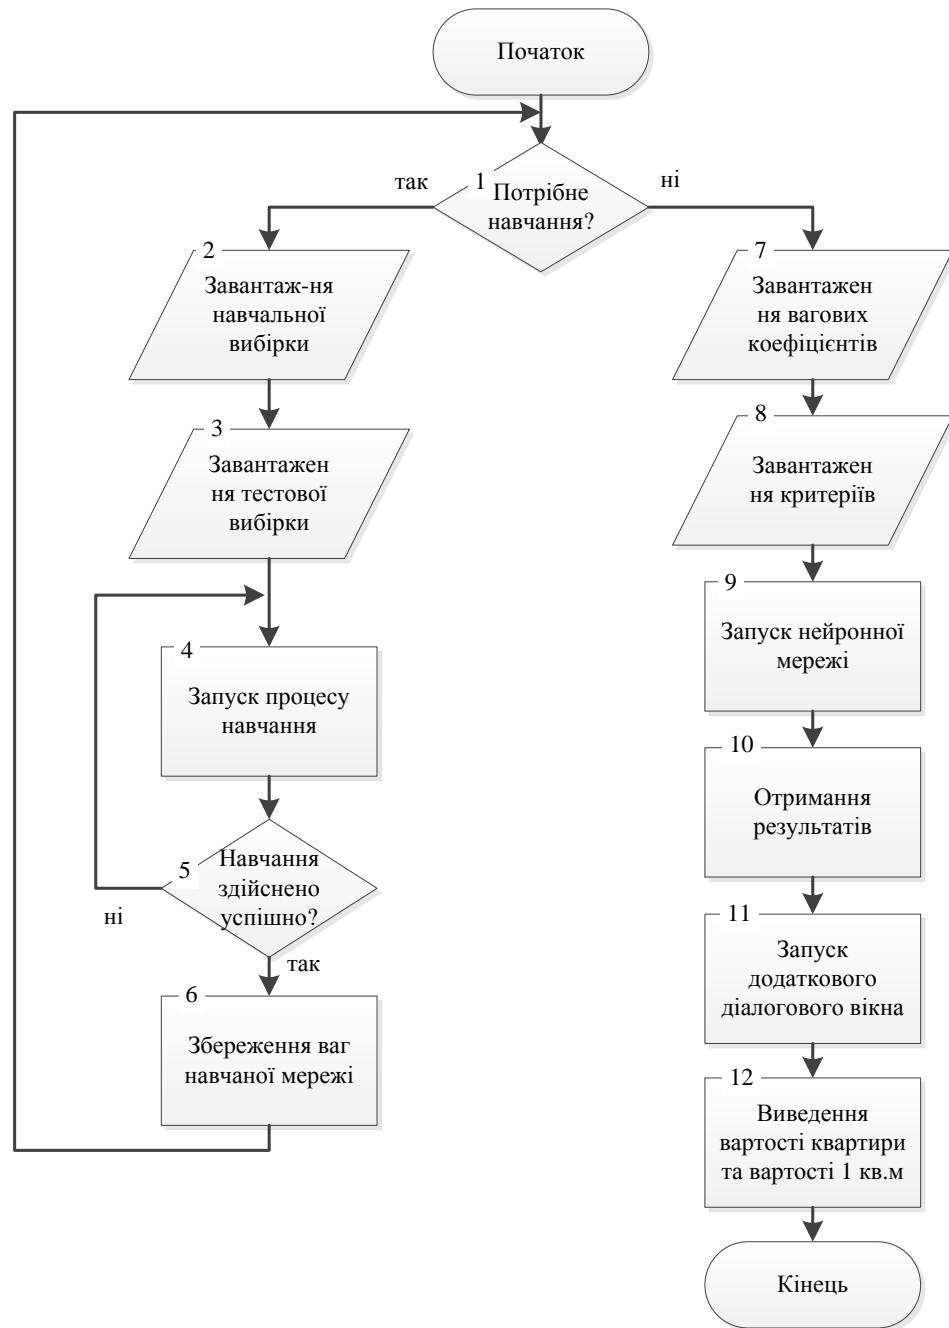 Початок
1
так
ні
Потрібне
навчання?
2
Завантаж-ня
навчальної
вибірки
3
Завантажен
ня тестової
вибірки
4
Запуск процесу
навчання
5
Навчання
здійснено
успішно?
ні
так
6
Збереження ваг
навчаної мережі
7
Завантажен
ня вагових
коефіцієнтів
8
Завантажен
ня критеріїв
9
Запуск нейронної
мережі
10
Отримання
результатів
11
Запуск
додаткового
діалогового вікна
12
Виведення
вартості квартири
та вартості 1 кв.м
Кінець